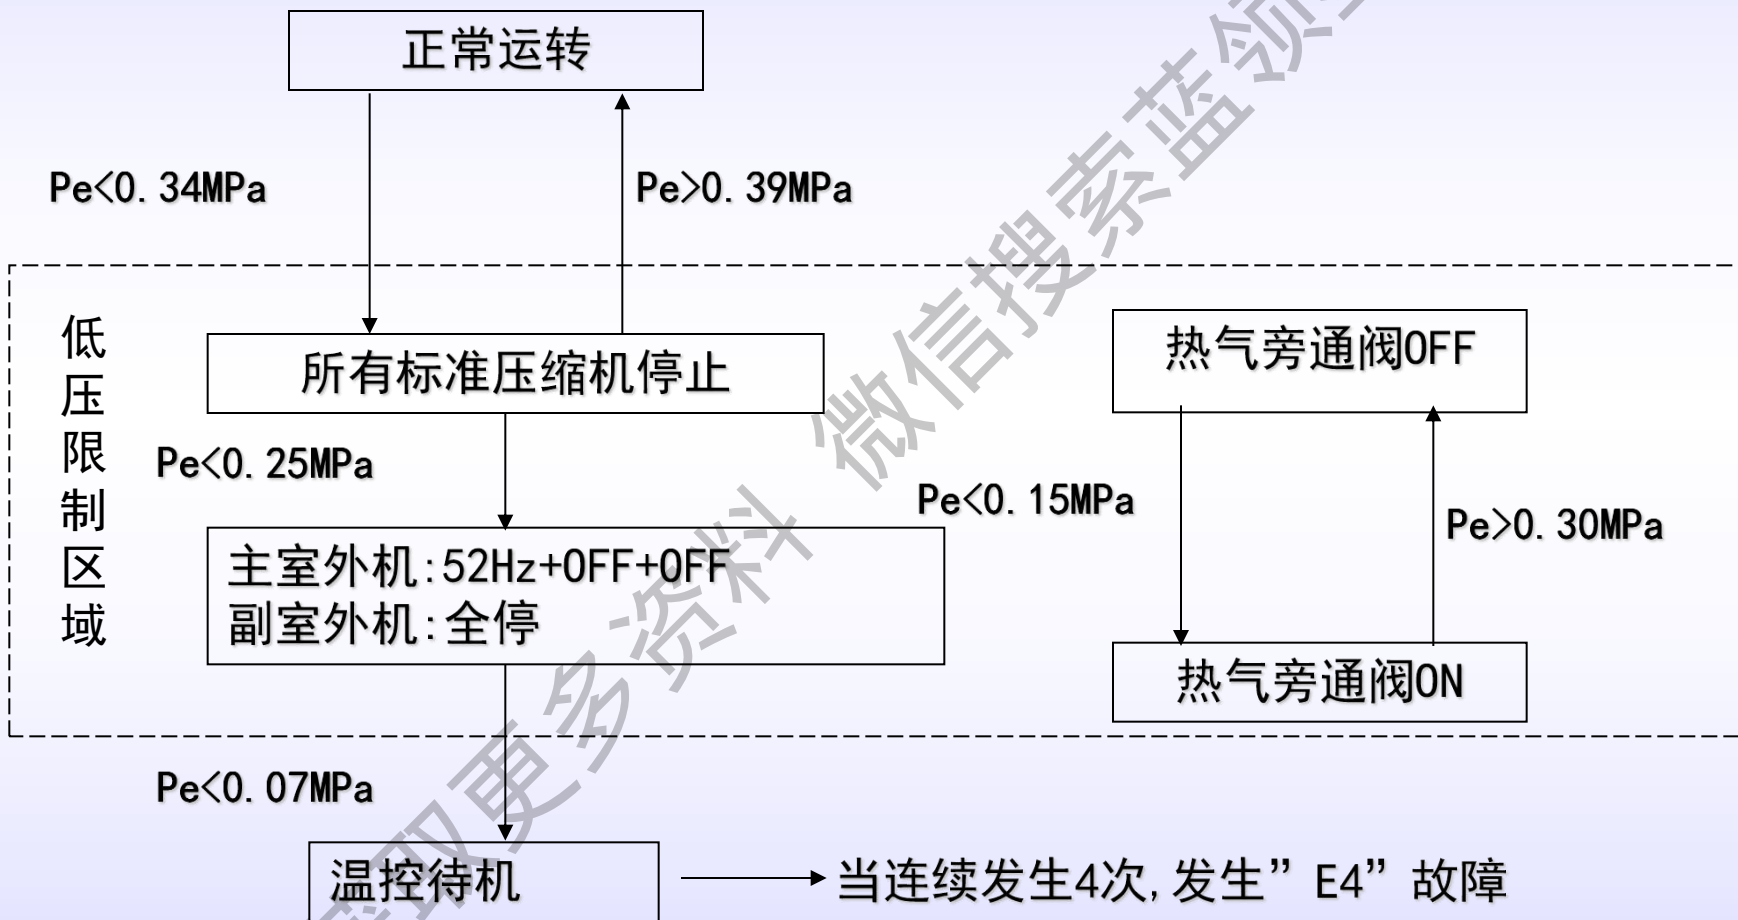 正常运转
Pe<0.34MPa
Pe>0.39MPa
低压限制区域
所有标准压缩机停止
热气旁通阀OFF
Pe<0.25MPa
Pe<0.15MPa
Pe>0.30MPa
主室外机:52Hz+OFF+OFF
副室外机:全停
热气旁通阀ON
Pe<0.07MPa
温控待机
当连续发生4次,发生”E4”故障
取更多资料 微信搜索蓝领